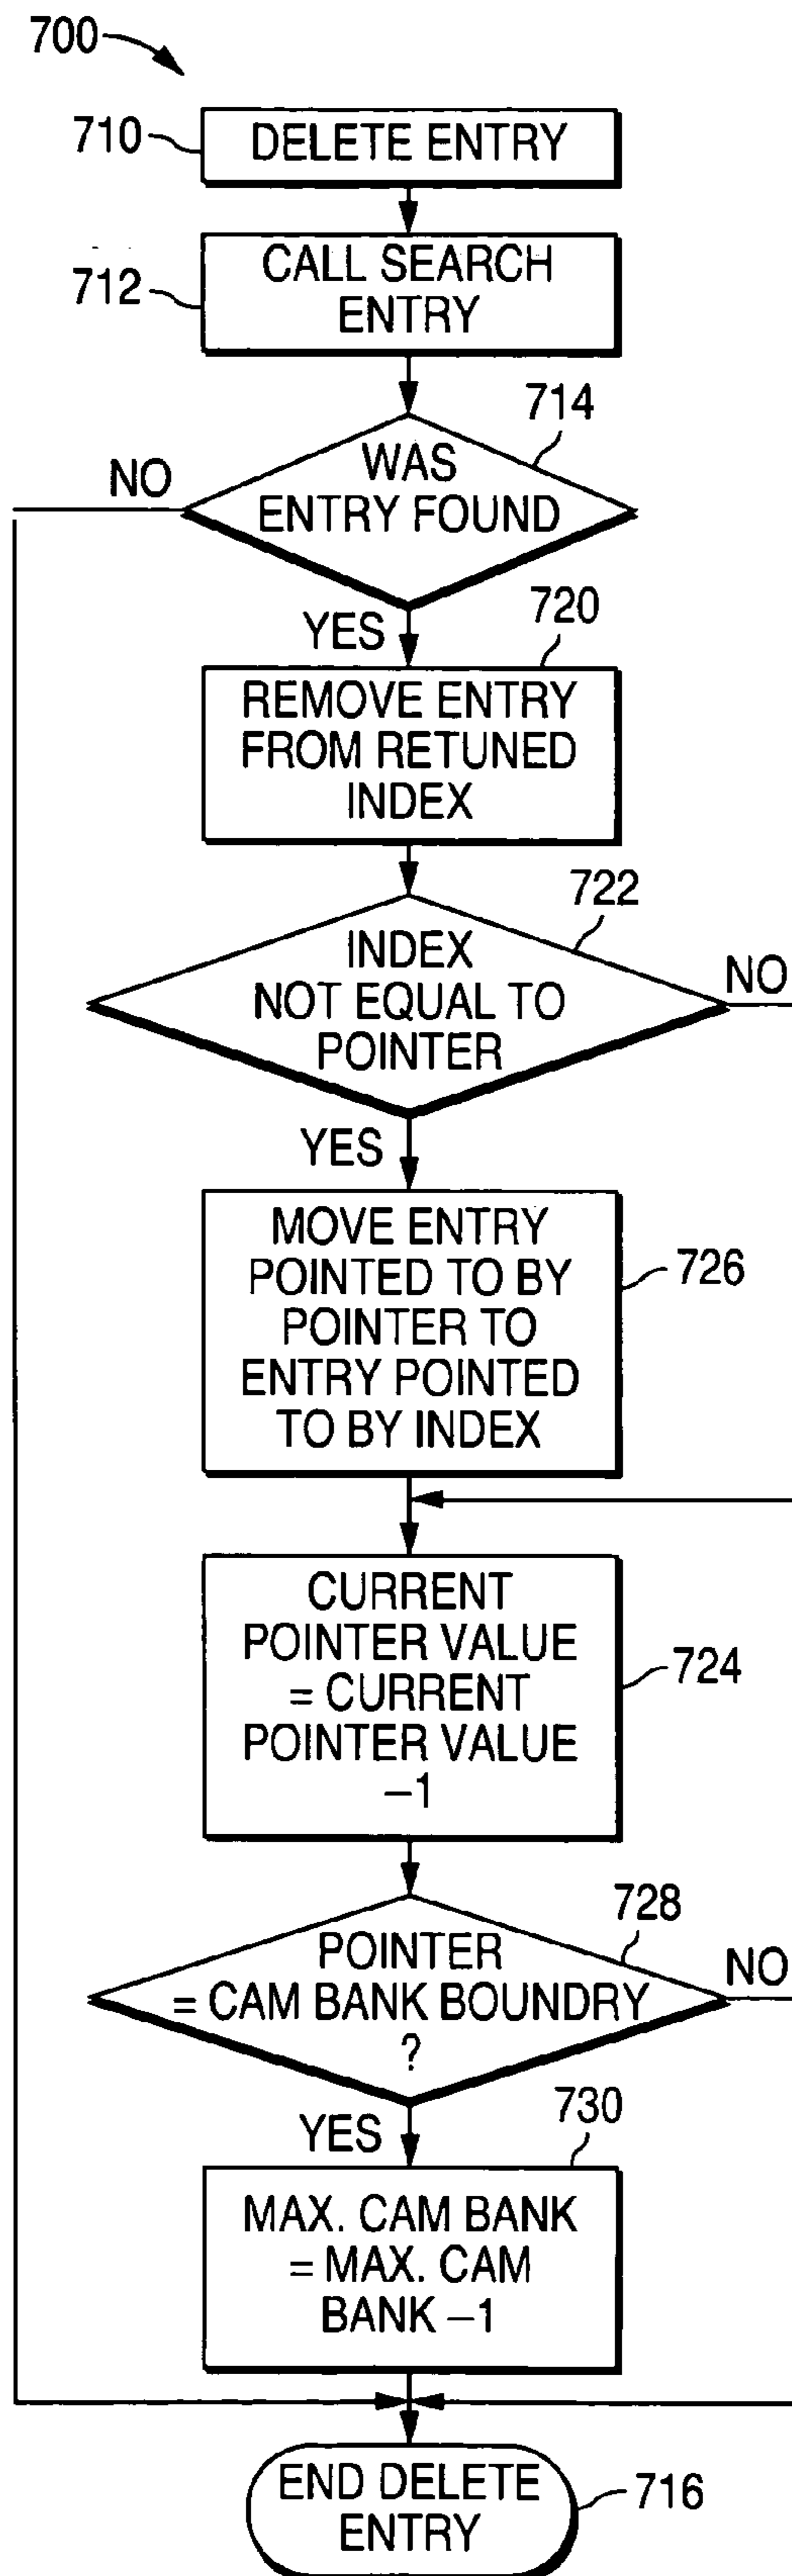 700
710
DELETE ENTRY
712
CALL SEARCH
ENTRY
714
WAS
ENTRY FOUND
NO
YES
720
REMOVE ENTRY
FROM RETUNED
INDEX
722
INDEX
NOT EQUAL TO
POINTER
NO
YES
MOVE ENTRY
POINTED TO BY
POINTER TO
ENTRY POINTED
TO BY INDEX
726
CURRENT
POINTER VALUE
= CURRENT
POINTER VALUE
–1
724
728
POINTER
= CAM BANK BOUNDRY
?
NO
YES
730
MAX. CAM BANK
= MAX. CAM
BANK –1
END DELETE
ENTRY
716